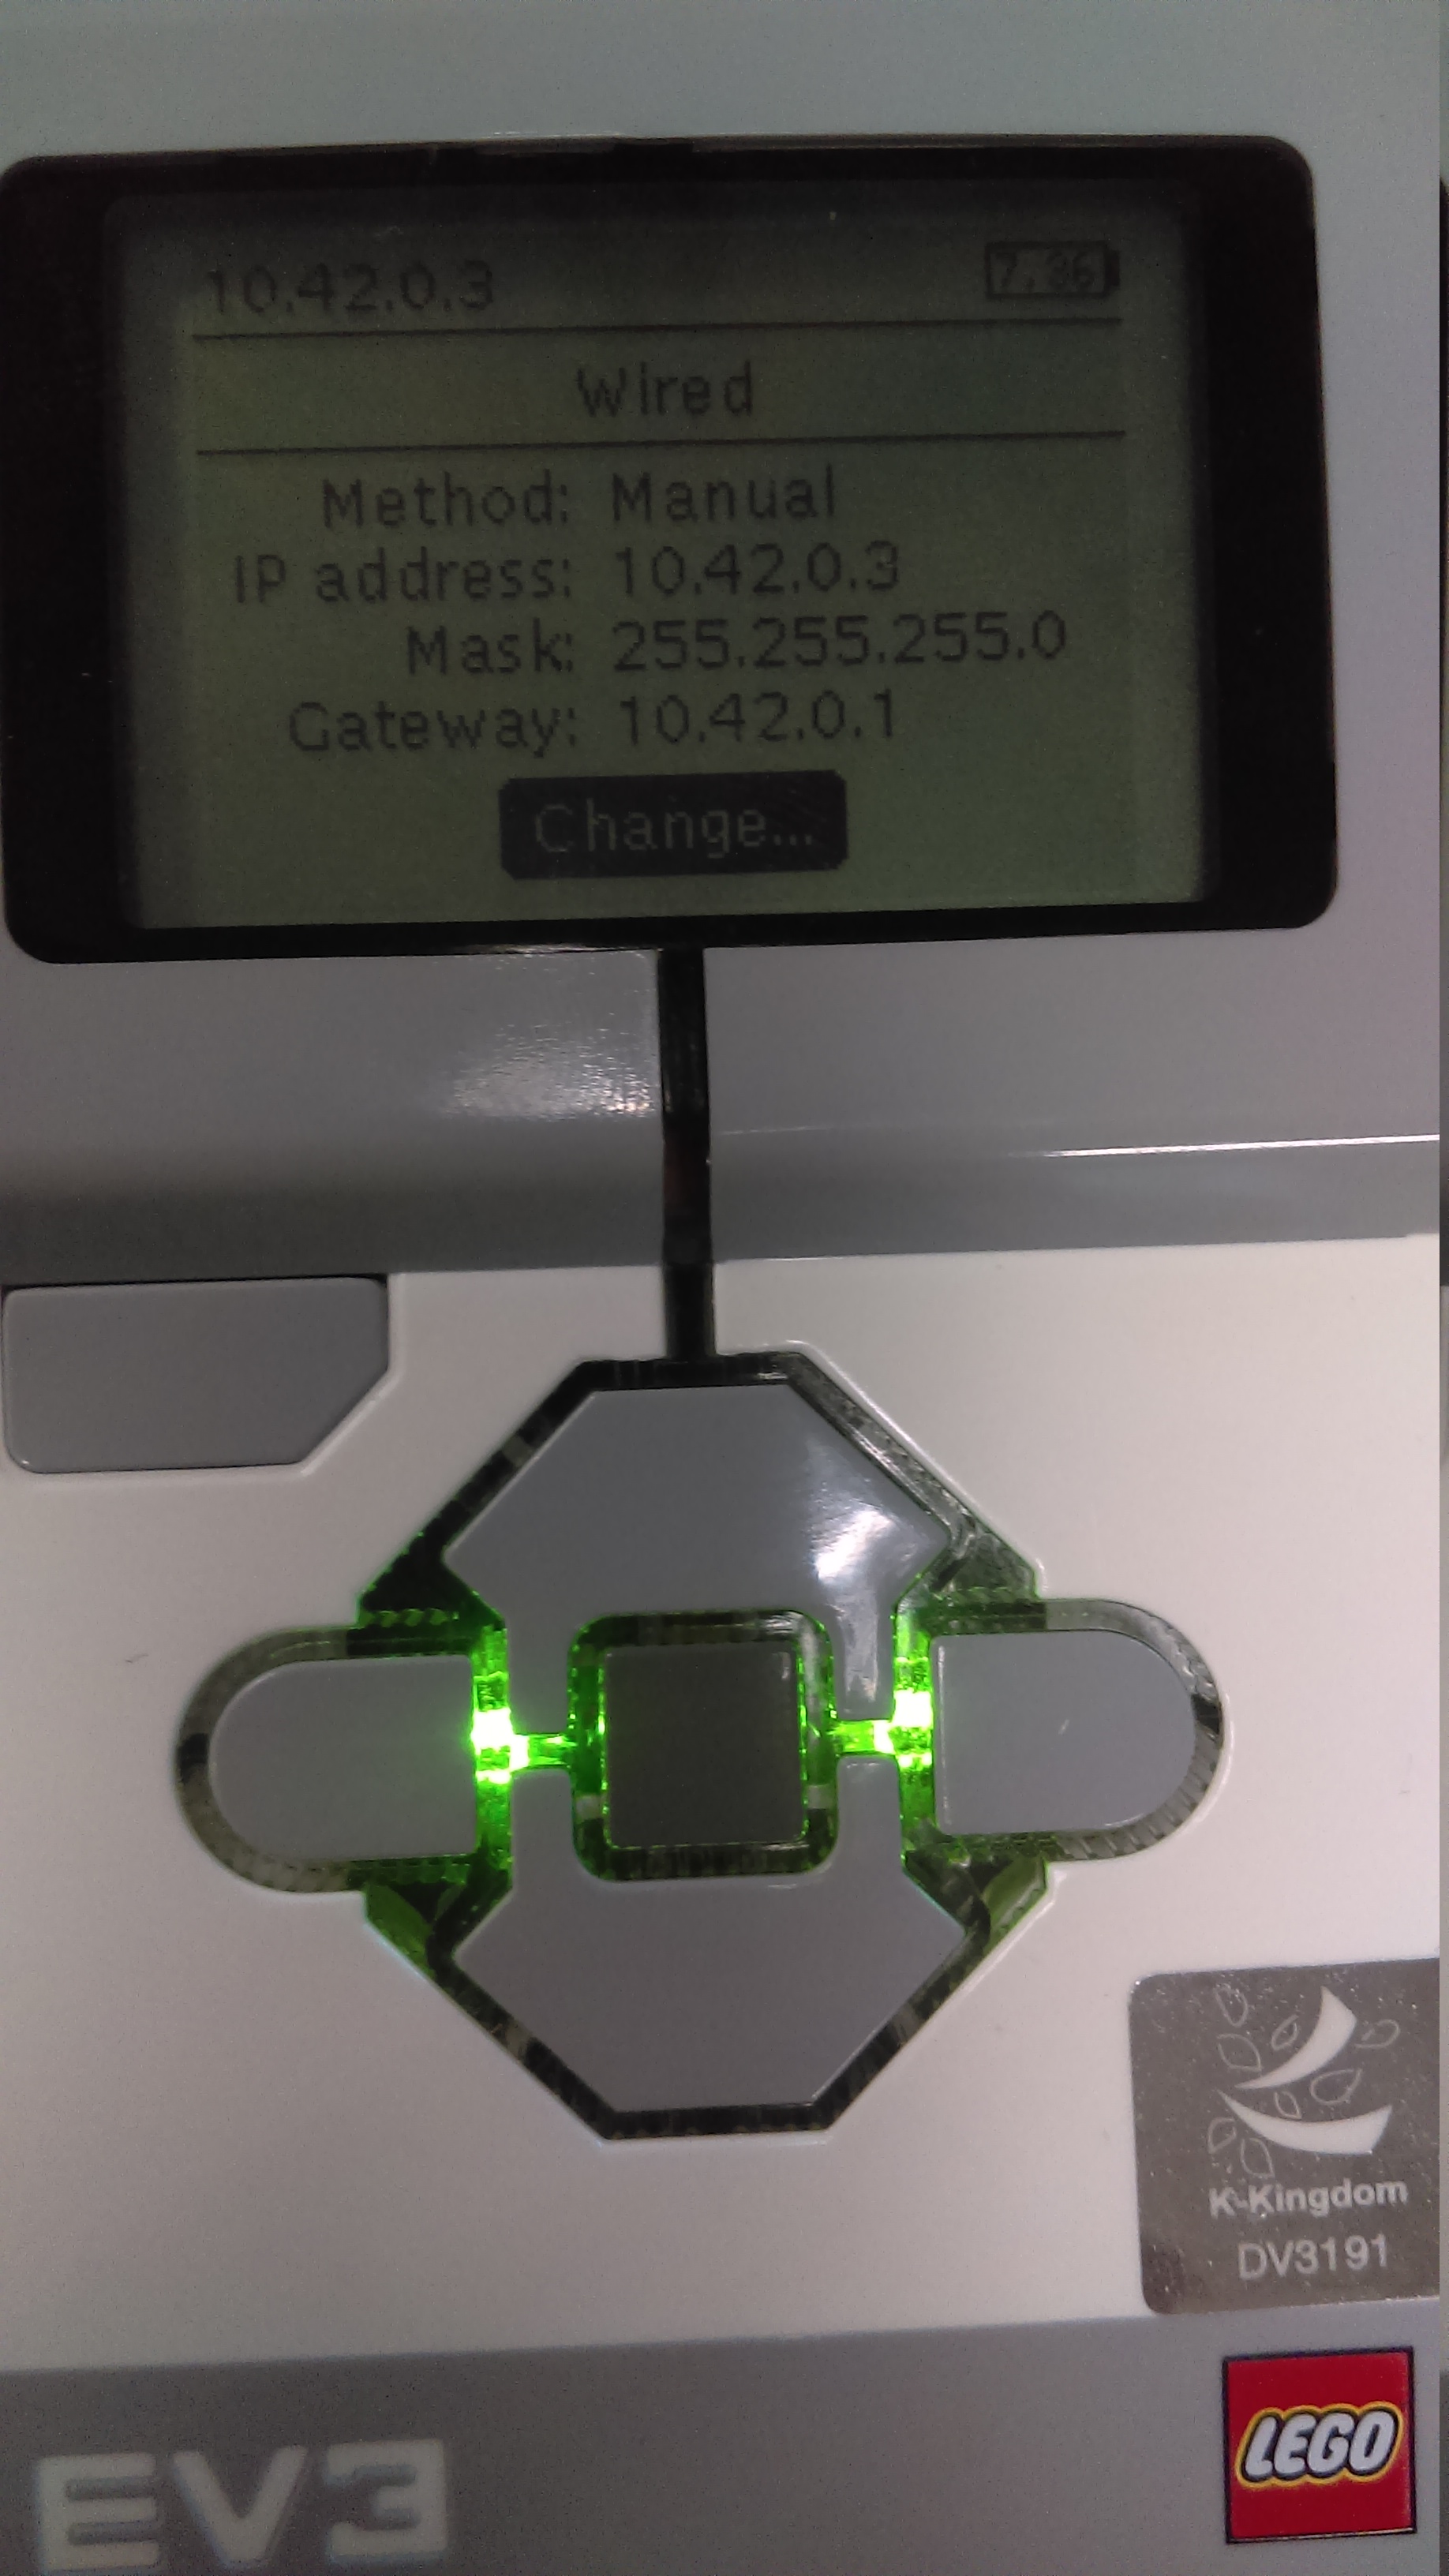 10.42.0.3 7.86
Wired
Method: Manual
IP address: 10.42.0.3
Mask: 255.255.255.0
Gateway: 10.42.0.1
Change...
K-Kingdom
DV3191
LEGO
EV3